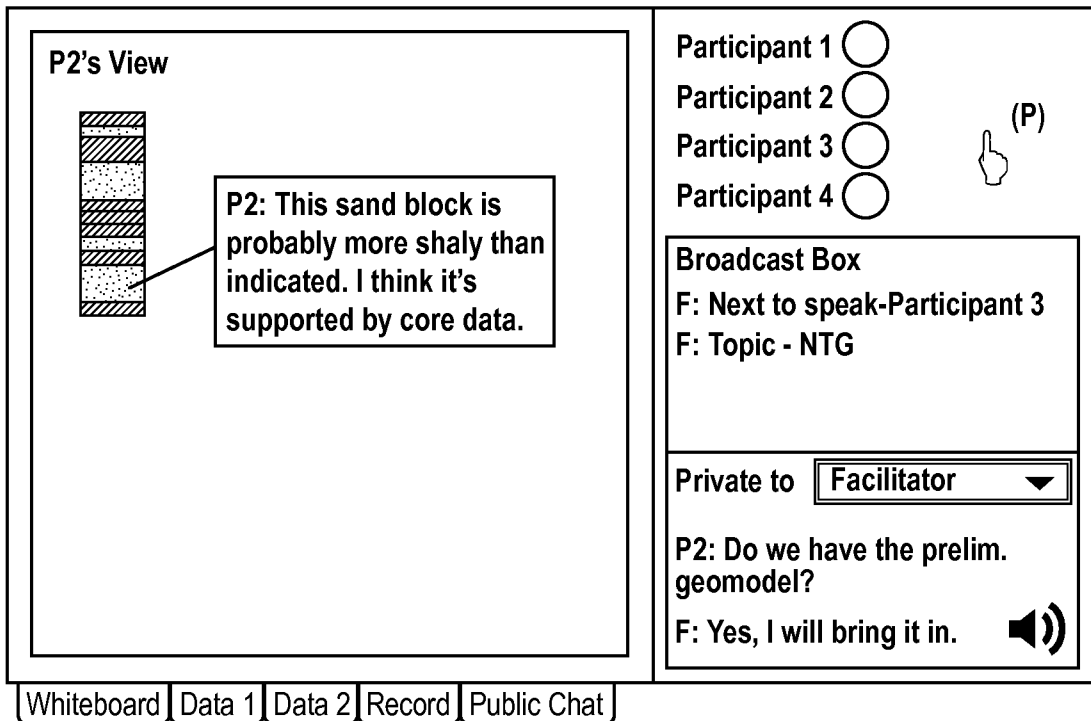 P2's View
P2: This sand block is
probably more shaly than
indicated. I think it's
supported by core data.
Participant 1
Participant 2
Participant 3
Participant 4
(P)
Broadcast Box
F: Next to speak-Participant 3
F: Topic - NTG
Private to Facilitator
P2: Do we have the prelim.
geomodel?
F: Yes, I will bring it in.
Whiteboard Data 1 Data 2 Record Public Chat